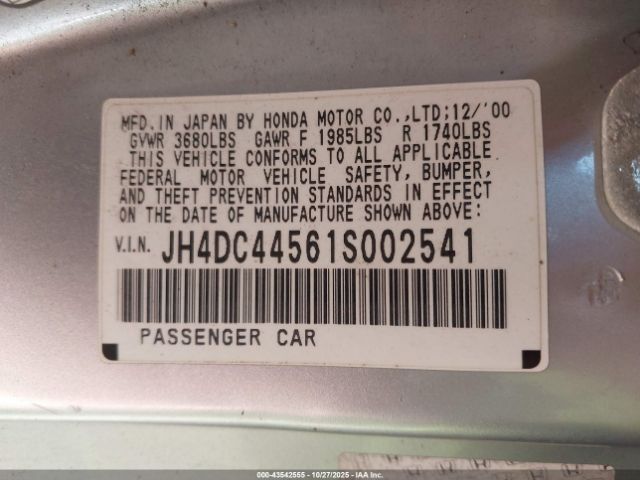 MFD. IN JAPAN BY HONDA MOTOR CO.,LTD;12/'00
GVWR 3680LBS GAWR F 1985LBS R 1740LBS
THIS VEHICLE CONFORMS TO ALL APPLICABLE
FEDERAL MOTOR VEHICLE SAFETY, BUMPER,
AND THEFT PREVENTION STANDARDS IN EFFECT
ON THE DATE OF MANUFACTURE SHOWN ABOVE:
V.I.N. JH4DC44561S002541
PASSENGER CAR
000-43542555 | 10/27/2025 | © IAA Inc.